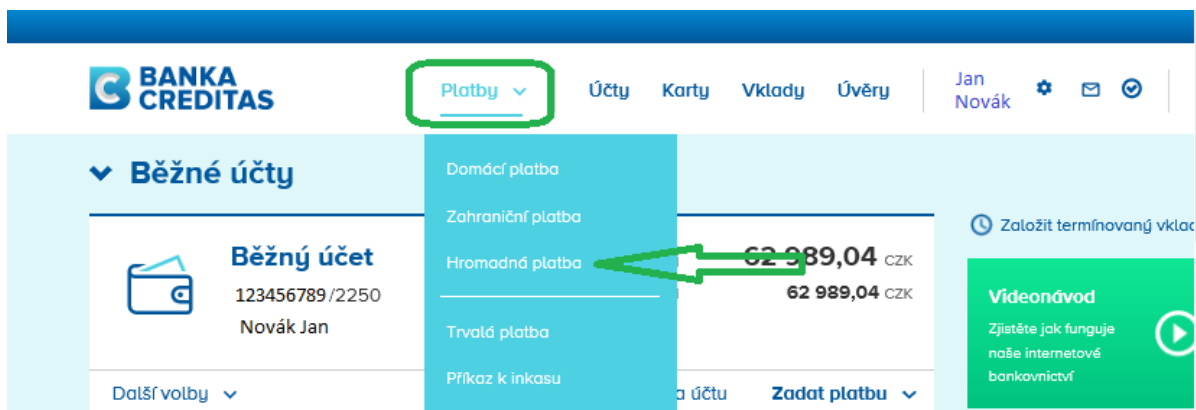 BANKA
CREDITAS
Platby
Účty
Karty
Vklady
Úvěry
Jan
Novák
Běžné účty
Domácí platba
Zahraniční platba
Hromadná platba
Trvalá platba
Příkaz k inkasu
Běžný účet
123456789/2250
Novák Jan
62 989,04 CZK
62 989,04 CZK
Další volby
účtu
Zadat platbu
Založit termínovaný
Videonávod
Zjistěte jak funguje
naše internetové
bankovnictví